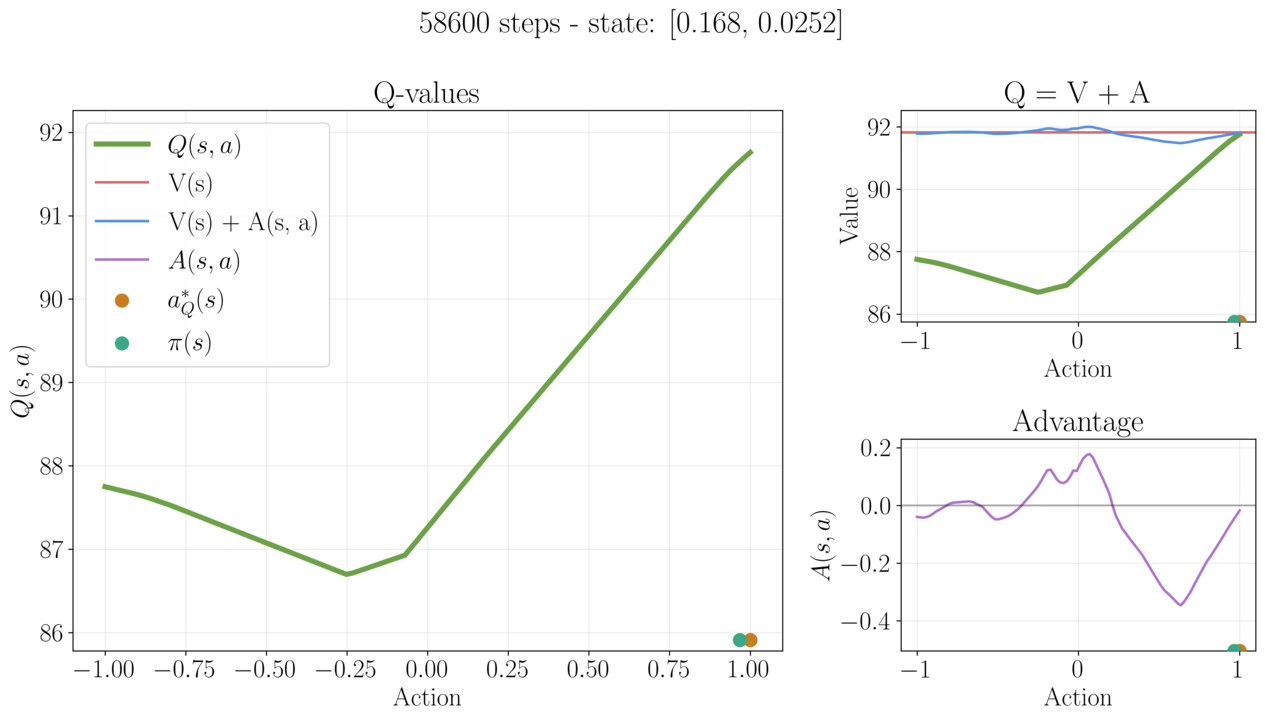 58600 steps - state: [0.168, 0.0252]
Q-values
92
91
90
89
88
87
86
Q(s, a)
Q(s, a)
V(s)
V(s) + A(s, a)
A(s, a)
a*_Q(s)
π(s)
−1.00 −0.75 −0.50 −0.25 0.00 0.25 0.50 0.75 1.00
Action
Q = V + A
92
90
88
86
Value
−1 0 1
Action
Advantage
0.2
0.0
−0.2
−0.4
A(s, a)
−1 0 1
Action